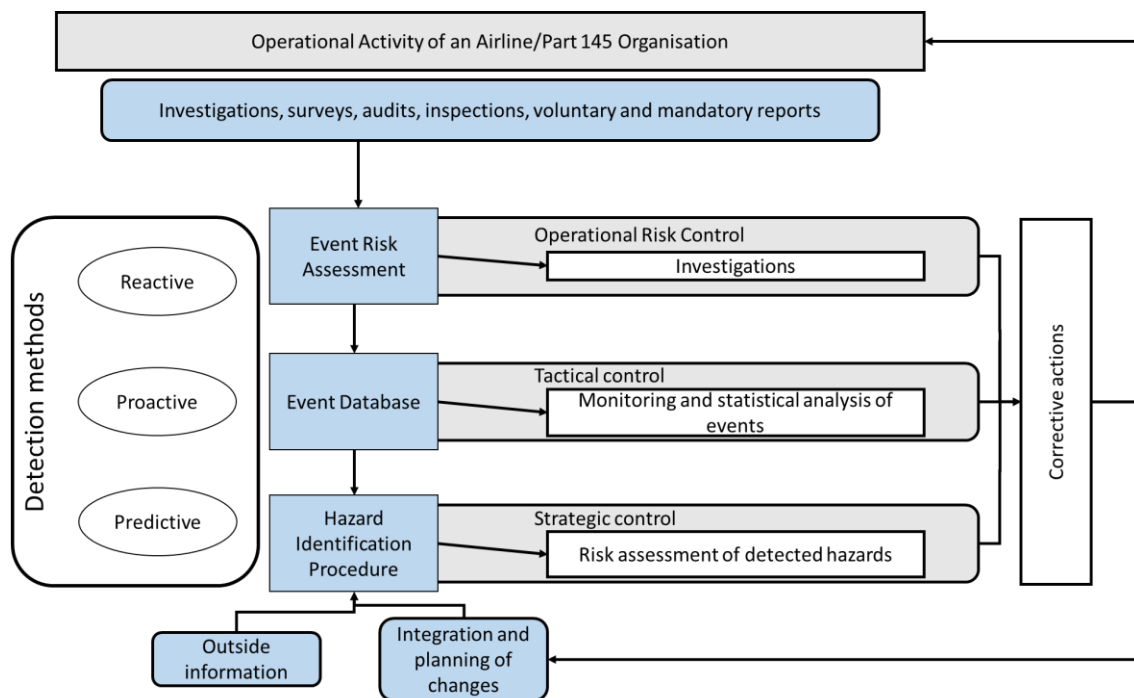 Operational Activity of an Airline/Part 145 Organisation
Investigations, surveys, audits, inspections, voluntary and mandatory reports
Detection methods
Reactive
Proactive
Predictive
Event Risk
Assessment
Operational Risk Control
Investigations
Event Database
Tactical control
Monitoring and statistical analysis of
events
Hazard
Identification
Procedure
Strategic control
Risk assessment of detected hazards
Corrective actions
Outside
information
Integration and
planning of
changes